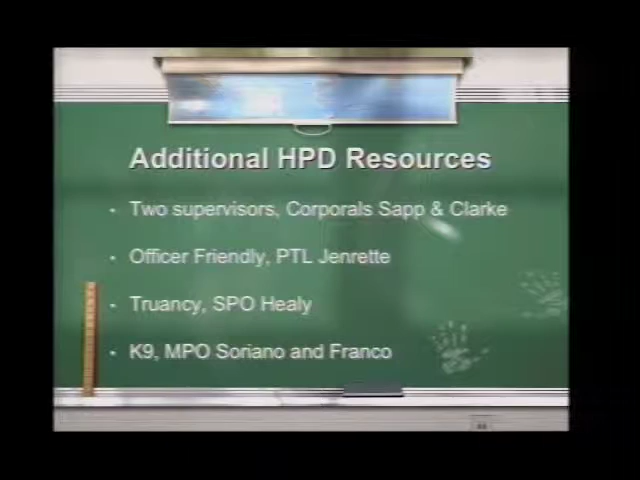 Additional HPD Resources
• Two supervisors, Corporals Sapp & Clarke
• Officer Friendly, PTL Jenrette
• Truancy, SPO Healy
• K9, MPO Soriano and Franco